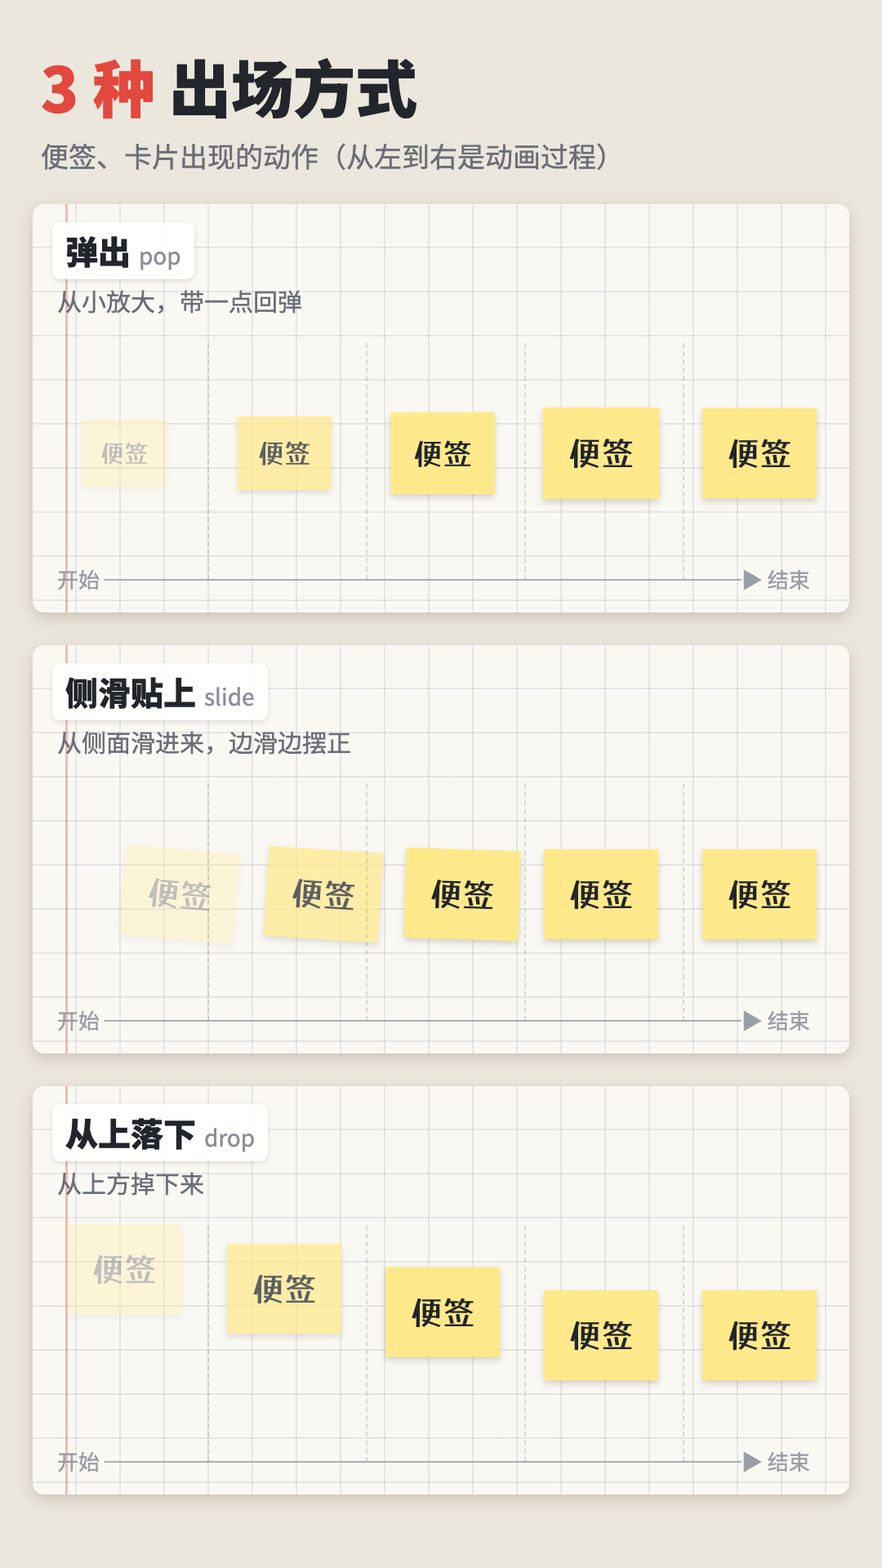 3 种 出场方式
便签、卡片出现的动作（从左到右是动画过程）
弹出 pop
从小放大，带一点回弹
便签 便签 便签 便签 便签
开始 结束
侧滑贴上 slide
从侧面滑进来，边滑边摆正
便签 便签 便签 便签 便签
开始 结束
从上落下 drop
从上方掉下来
便签 便签 便签 便签 便签
开始 结束